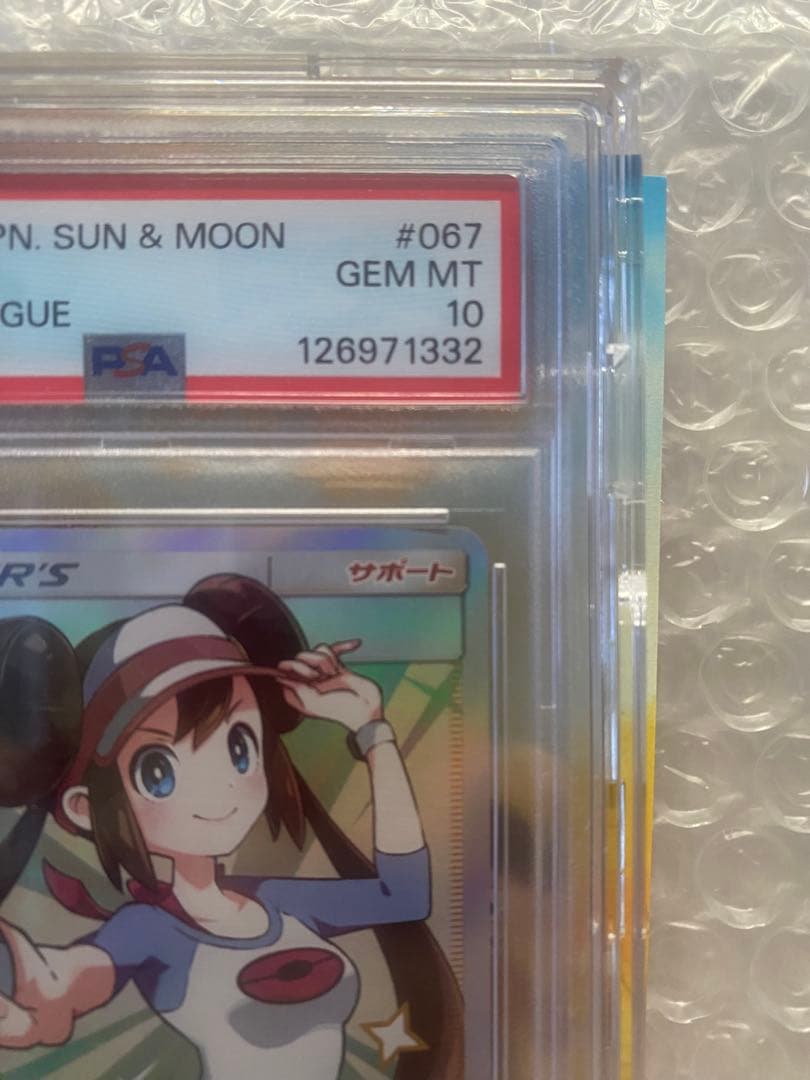 PN. SUN & MOON #067
GEM MT
GUE 10
PSA 126971332
R'S サポート